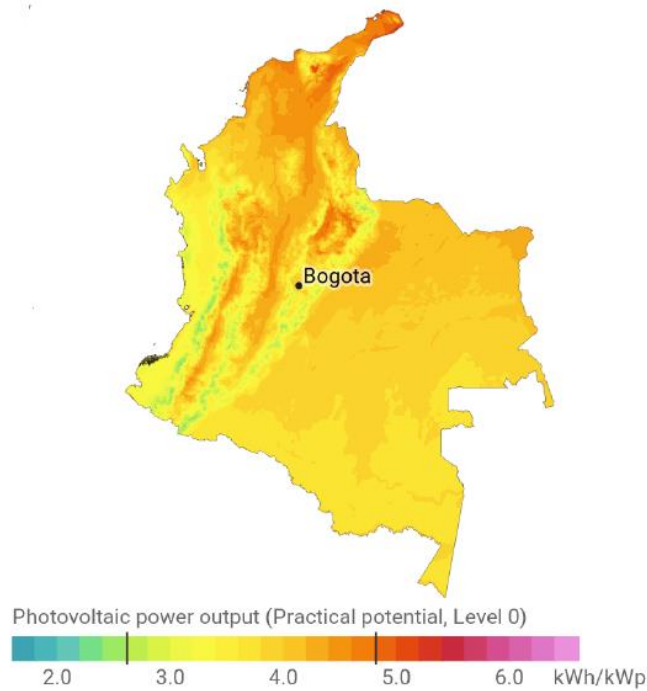 Bogota
Photovoltaic power output (Practical potential, Level 0)
2.0 3.0 4.0 5.0 6.0 kWh/kWp